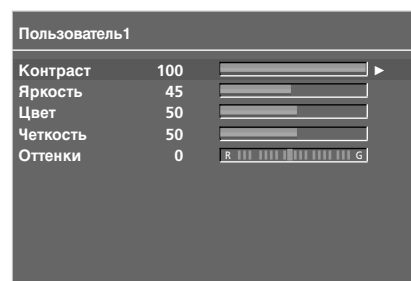 Пользователь1
Контраст 100
Яркость 45
Цвет 50
Четкость 50
Оттенки 0 R G